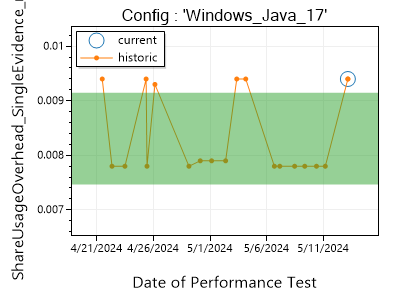 Config : 'Windows_Java_17'
current
historic
0.01
0.009
0.008
0.007
4/21/2024 4/26/2024 5/1/2024 5/6/2024 5/11/2024
Date of Performance Test